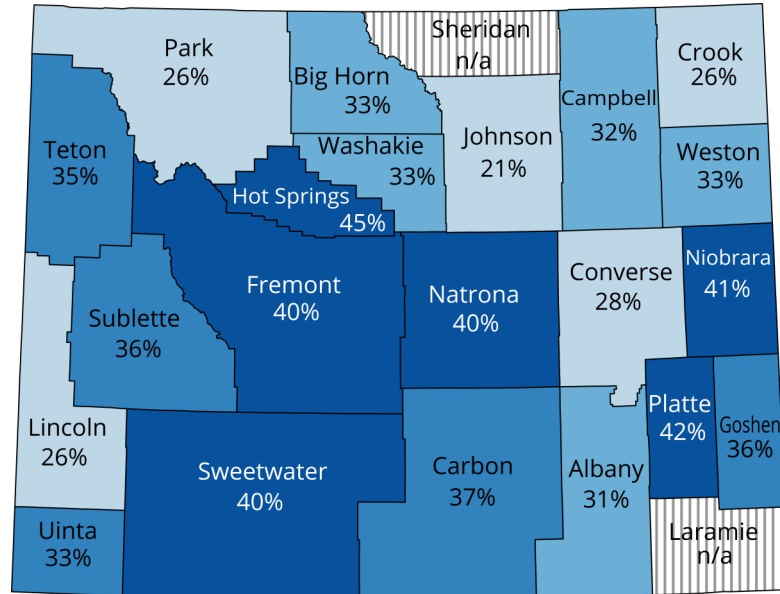 Sheridan
n/a
Park
26%
Big Horn
33%
Crook
26%
Campbell
32%
Johnson
21%
Teton
35%
Washakie
33%
Weston
33%
Hot Springs
45%
Fremont
40%
Natrona
40%
Converse
28%
Niobrara
41%
Sublette
36%
Lincoln
26%
Platte
42%
Goshen
36%
Sweetwater
40%
Carbon
37%
Albany
31%
Uinta
33%
Laramie
n/a